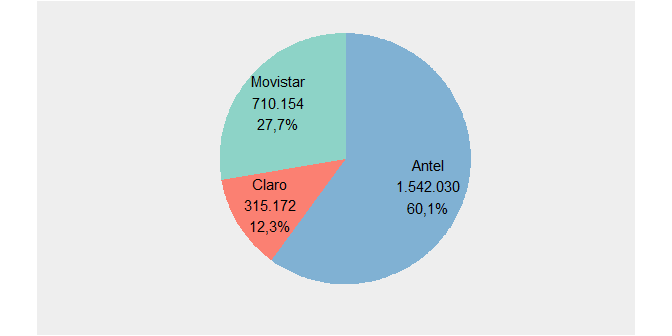 Movistar
710.154
27,7%
Antel
1.542.030
60,1%
Claro
315.172
12,3%